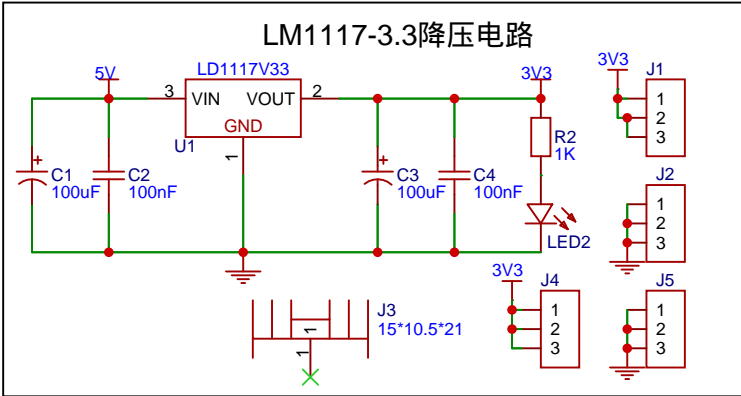 LM1117-3.3降压电路
5V
LD1117V33
3V3
3V3
J1
3
VIN
VOUT
2
GND
U1
1
1
2
3
C1
100uF
C2
100nF
C3
100uF
C4
100nF
R2
1K
LED2
J2
1
2
3
J3
15*10.5*21
1
1
3V3
J4
1
2
3
J5
1
2
3